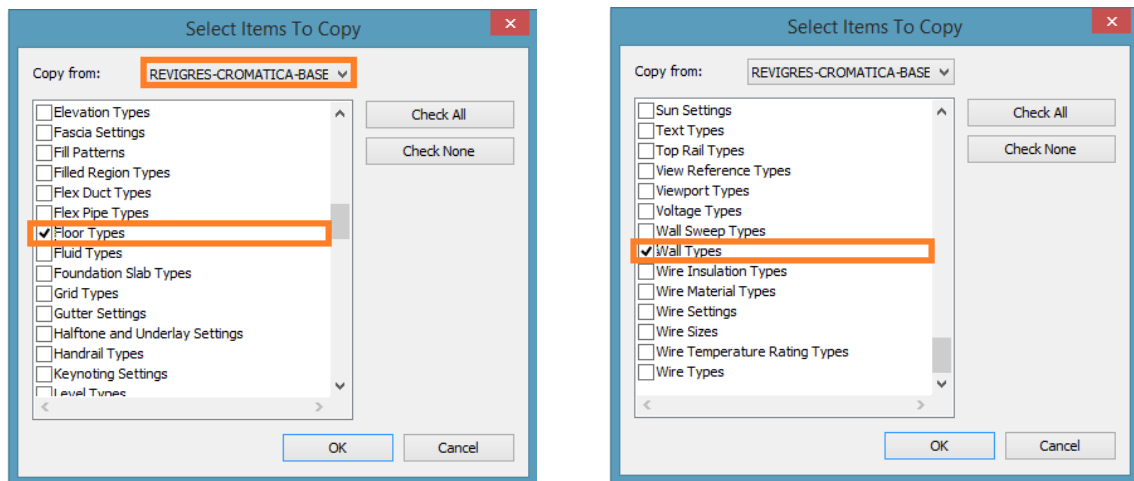 Select Items To Copy
Copy from: REVIGRES-CROMATICA-BASE
Elevation Types
Fascia Settings
Fill Patterns
Filled Region Types
Flex Duct Types
Flex Pipe Types
Floor Types
Fluid Types
Foundation Slab Types
Grid Types
Gutter Settings
Halftone and Underlay Settings
Handrail Types
Keynoting Settings
Level Types
Check All
Check None
OK Cancel
Select Items To Copy
Copy from: REVIGRES-CROMATICA-BASE
Sun Settings
Text Types
Top Rail Types
View Reference Types
Viewport Types
Voltage Types
Wall Sweep Types
Wall Types
Wire Insulation Types
Wire Material Types
Wire Settings
Wire Sizes
Wire Temperature Rating Types
Wire Types
Check All
Check None
OK Cancel